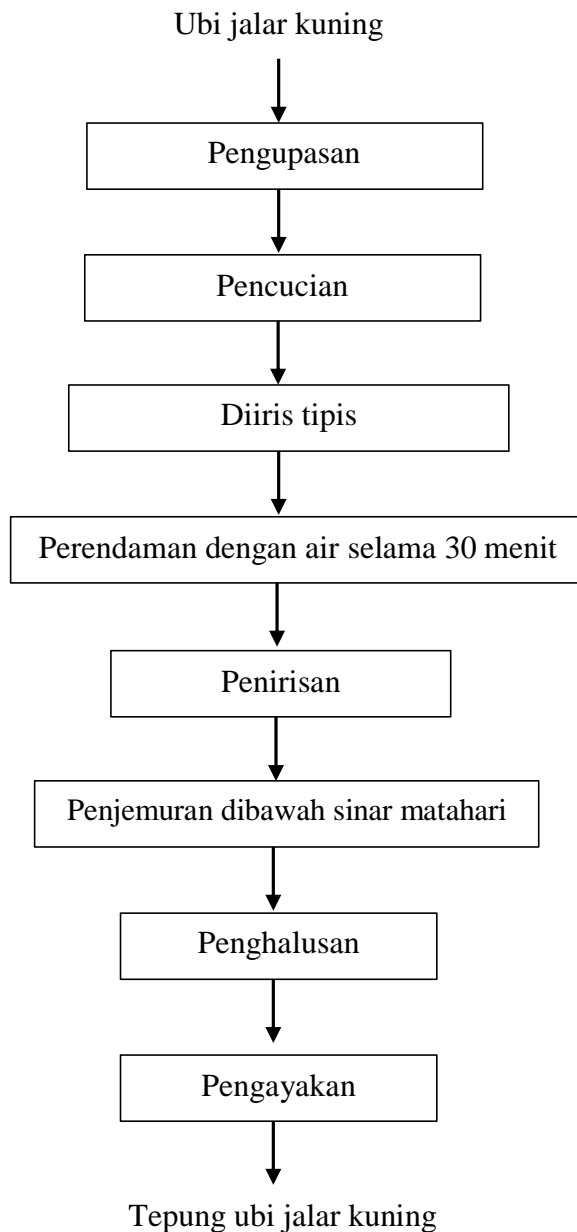 Ubi jalar kuning
Pengupasan
Pencucian
Diiris tipis
Perendaman dengan air selama 30 menit
Penirisan
Penjemuran dibawah sinar matahari
Penghalusan
Pengayakan
Tepung ubi jalar kuning